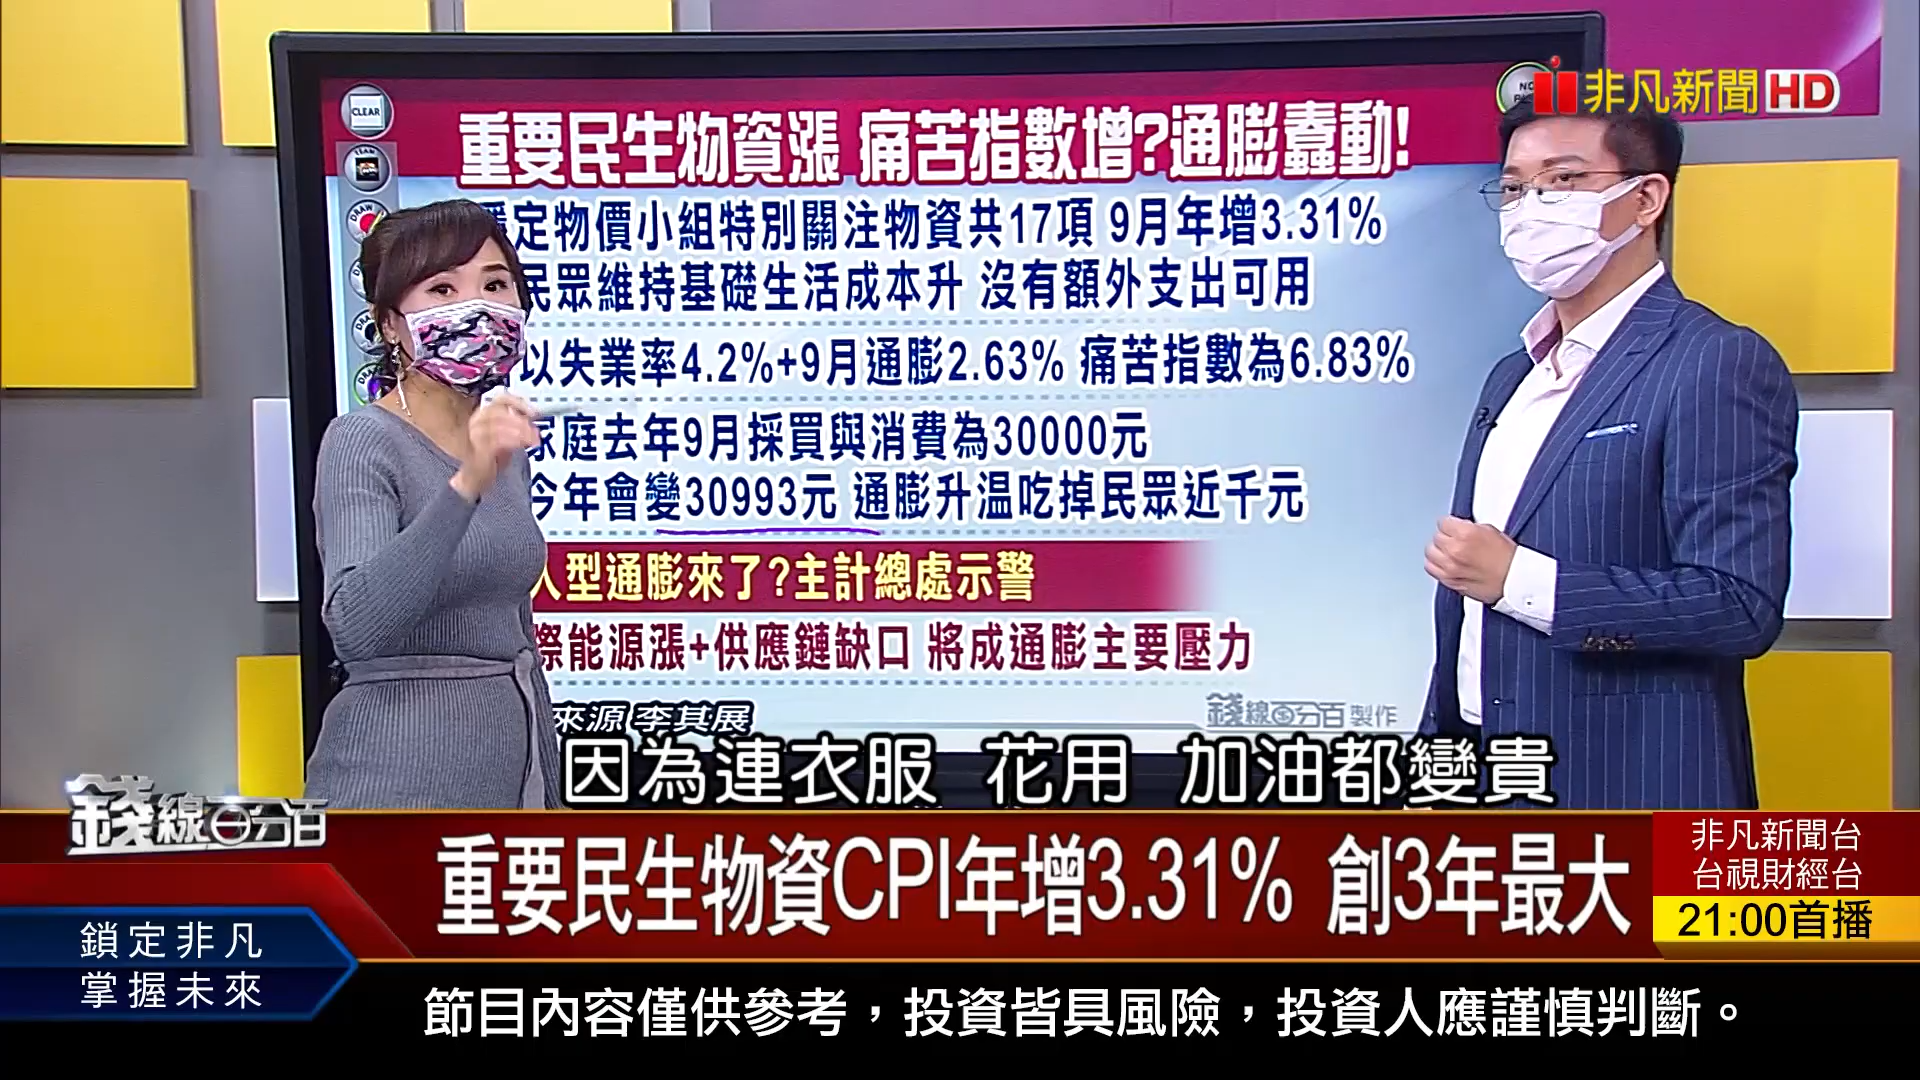 非凡新聞HD
CLEAR
TEAM
DRAW
重要民生物資漲 痛苦指數增?通膨蠢動!
定物價小組特別關注物資共17項 9月年增3.31%
民眾維持基礎生活成本升 沒有額外支出可用
以失業率4.2%+9月通膨2.63% 痛苦指數為6.83%
家庭去年9月採買與消費為30000元
今年會變30993元 通膨升溫吃掉民眾近千元
型通膨來了?主計總處示警
際能源漲+供應鏈缺口 將成通膨主要壓力
來源 李其展
錢線百分百 製作
因為連衣服 花用 加油都變貴
錢線百分百
重要民生物資CPI年增3.31% 創3年最大
非凡新聞台
台視財經台
21:00首播
鎖定非凡
掌握未來
節目內容僅供參考，投資皆具風險，投資人應謹慎判斷。